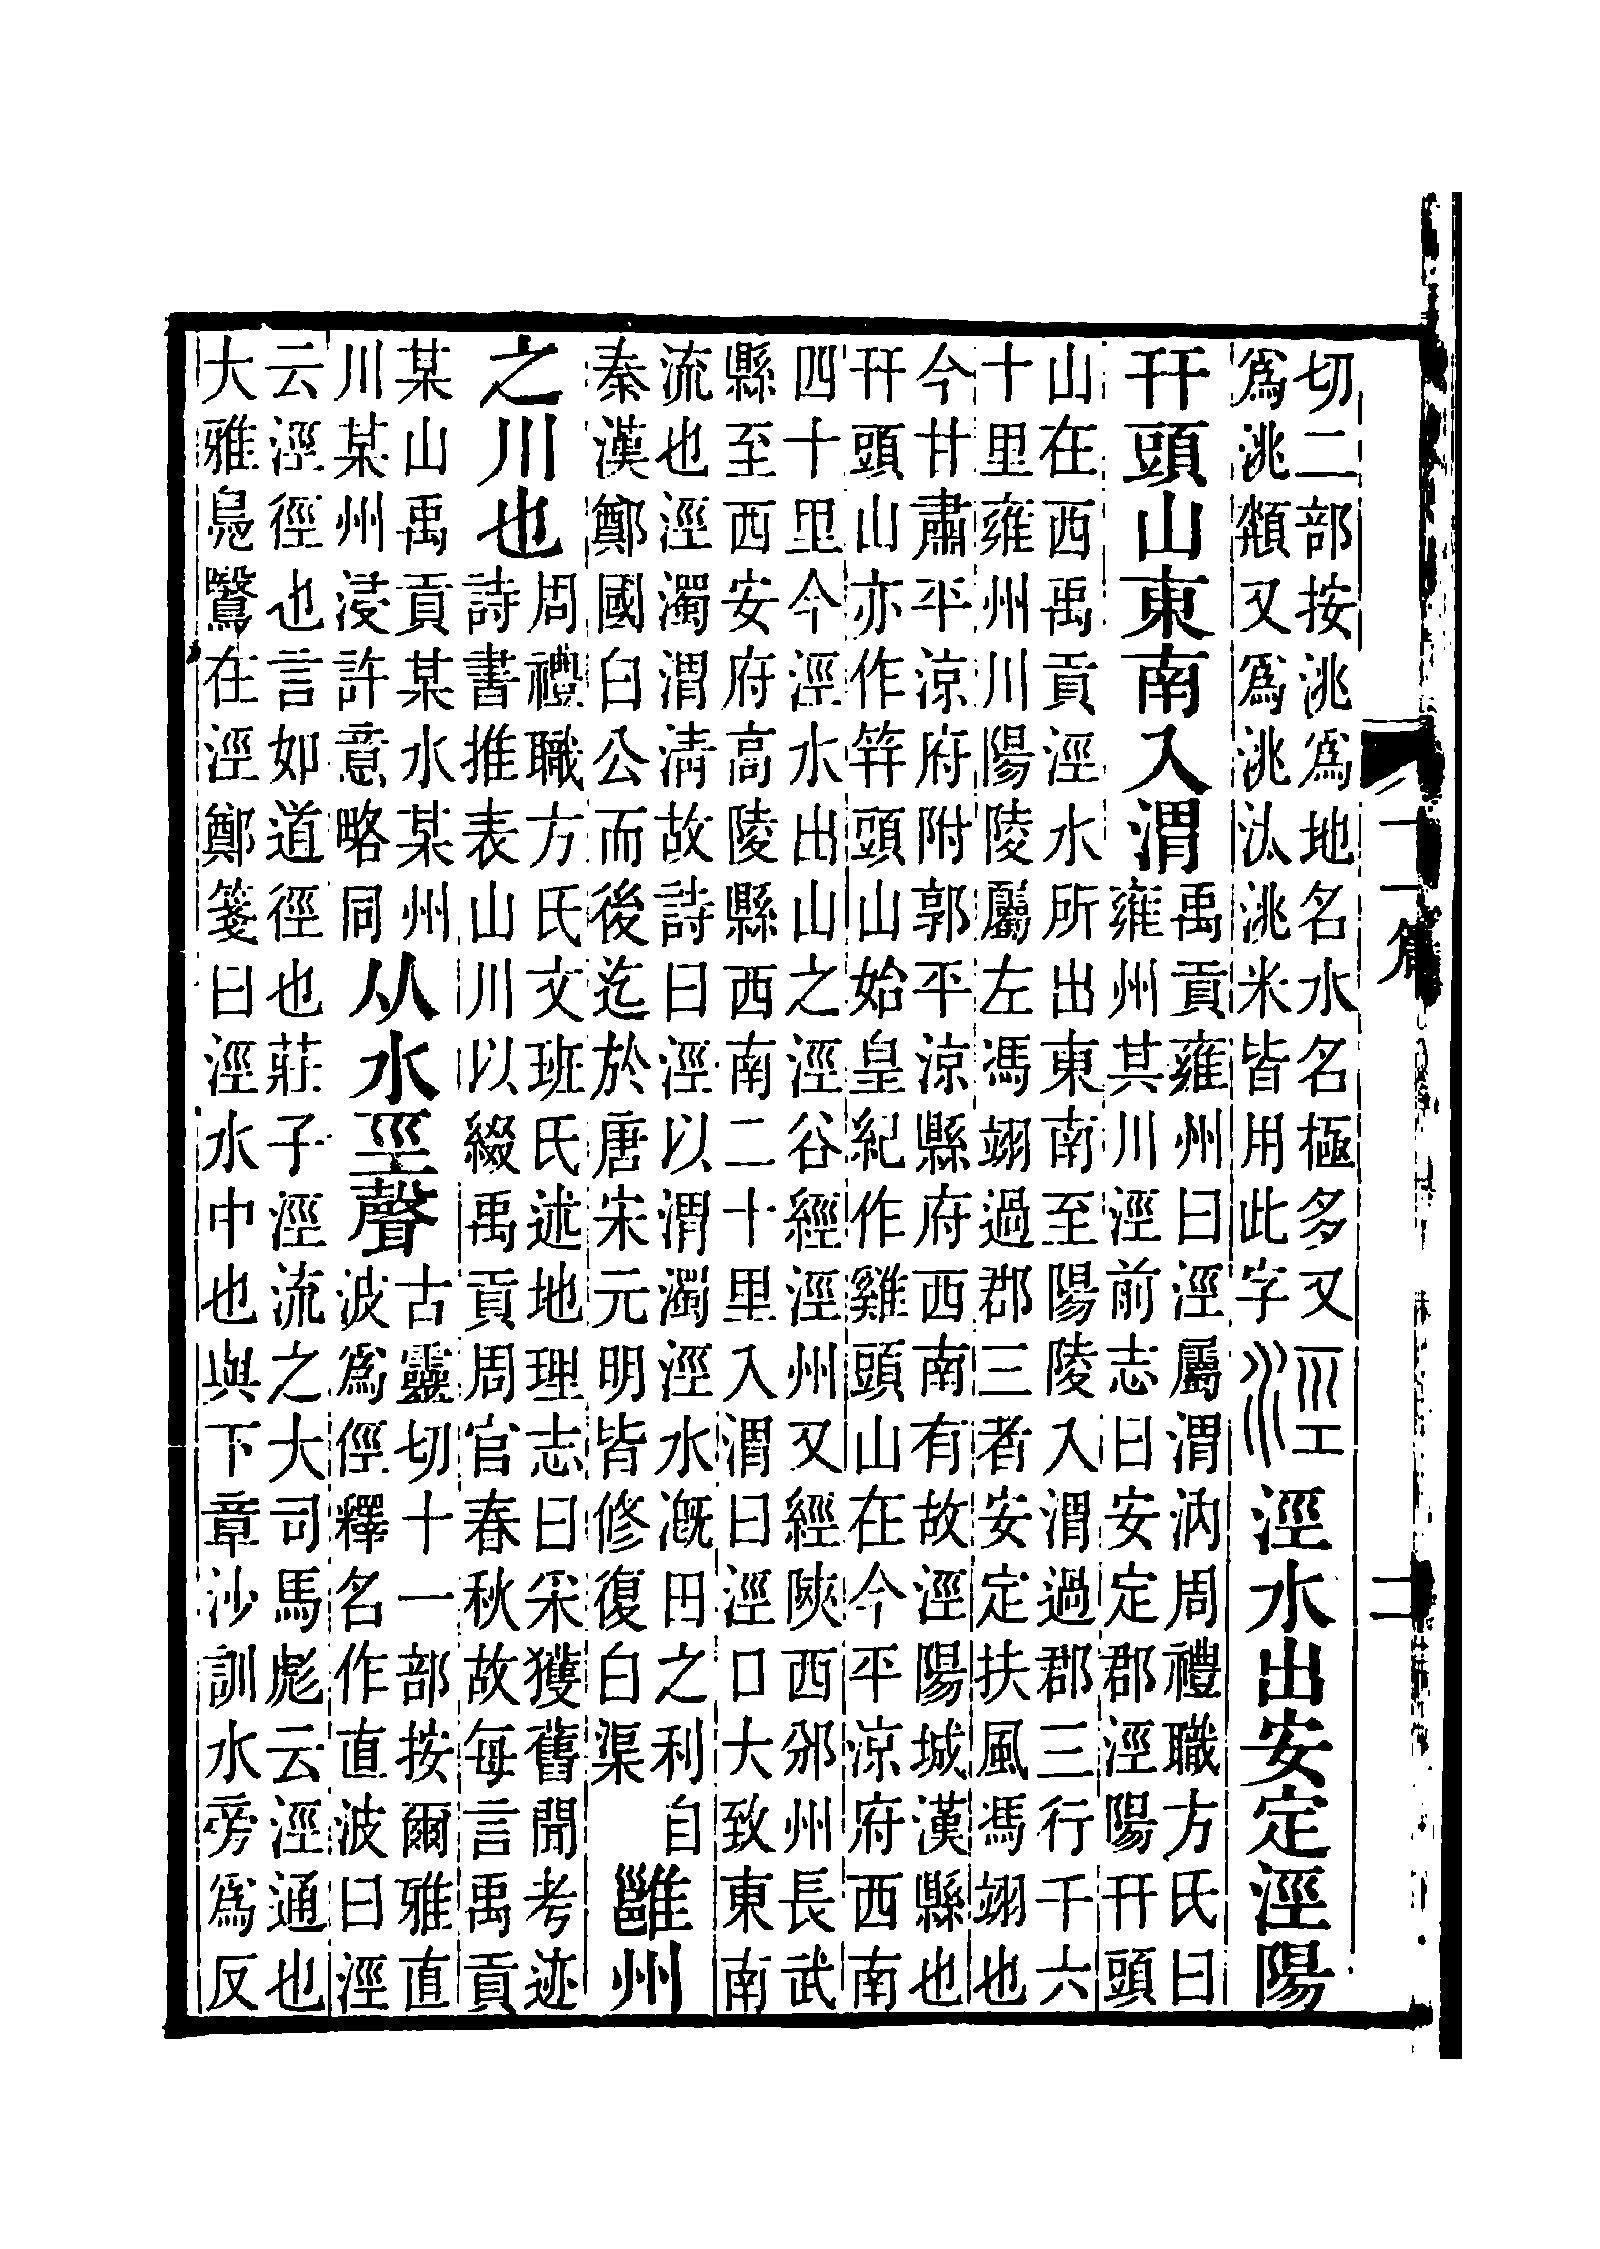 切二部按洮爲地名水名極多又
爲洮頮又爲洮汰洮米皆用此字
涇
涇水出安定涇陽
幵頭山東南入渭
禹貢雍州曰涇屬渭汭周禮職方氏曰
雍州其川涇前志曰安定郡涇陽幵頭
山在西禹貢涇水所出東南至陽陵入渭過郡三行千六
十里雍州川陽陵屬左馮翊過郡三者安定扶風馮翊也
今甘肅平涼府附郭平涼縣府西南有故涇陽城漢縣也
幵頭山亦作笄頭山始皇紀作雞頭山在今平涼府西南
四十里今涇水出山之涇谷經涇州又經陝西邠州長武
縣至西安府高陵縣西南二十里入渭曰涇口大致東南
流也涇濁渭淸故詩曰涇以渭濁涇水漑田之利自
秦漢鄭國白公而後迄於唐宋元明皆修復白渠
雝州
之川也
周禮職方氏文班氏述地理志曰采獲舊聞考迹
詩書推表山川以綴禹貢周官春秋故每言禹貢
某山禹貢某水某州
川某州浸許意略同
从水巠聲
古靈切十一部按爾雅直
波爲俓釋名作直波曰涇
云涇徑也言如道徑也莊子涇流之大司馬彪云涇通也
大雅鳧鷖在涇鄭箋曰涇水中也與下章沙訓水旁爲反
二